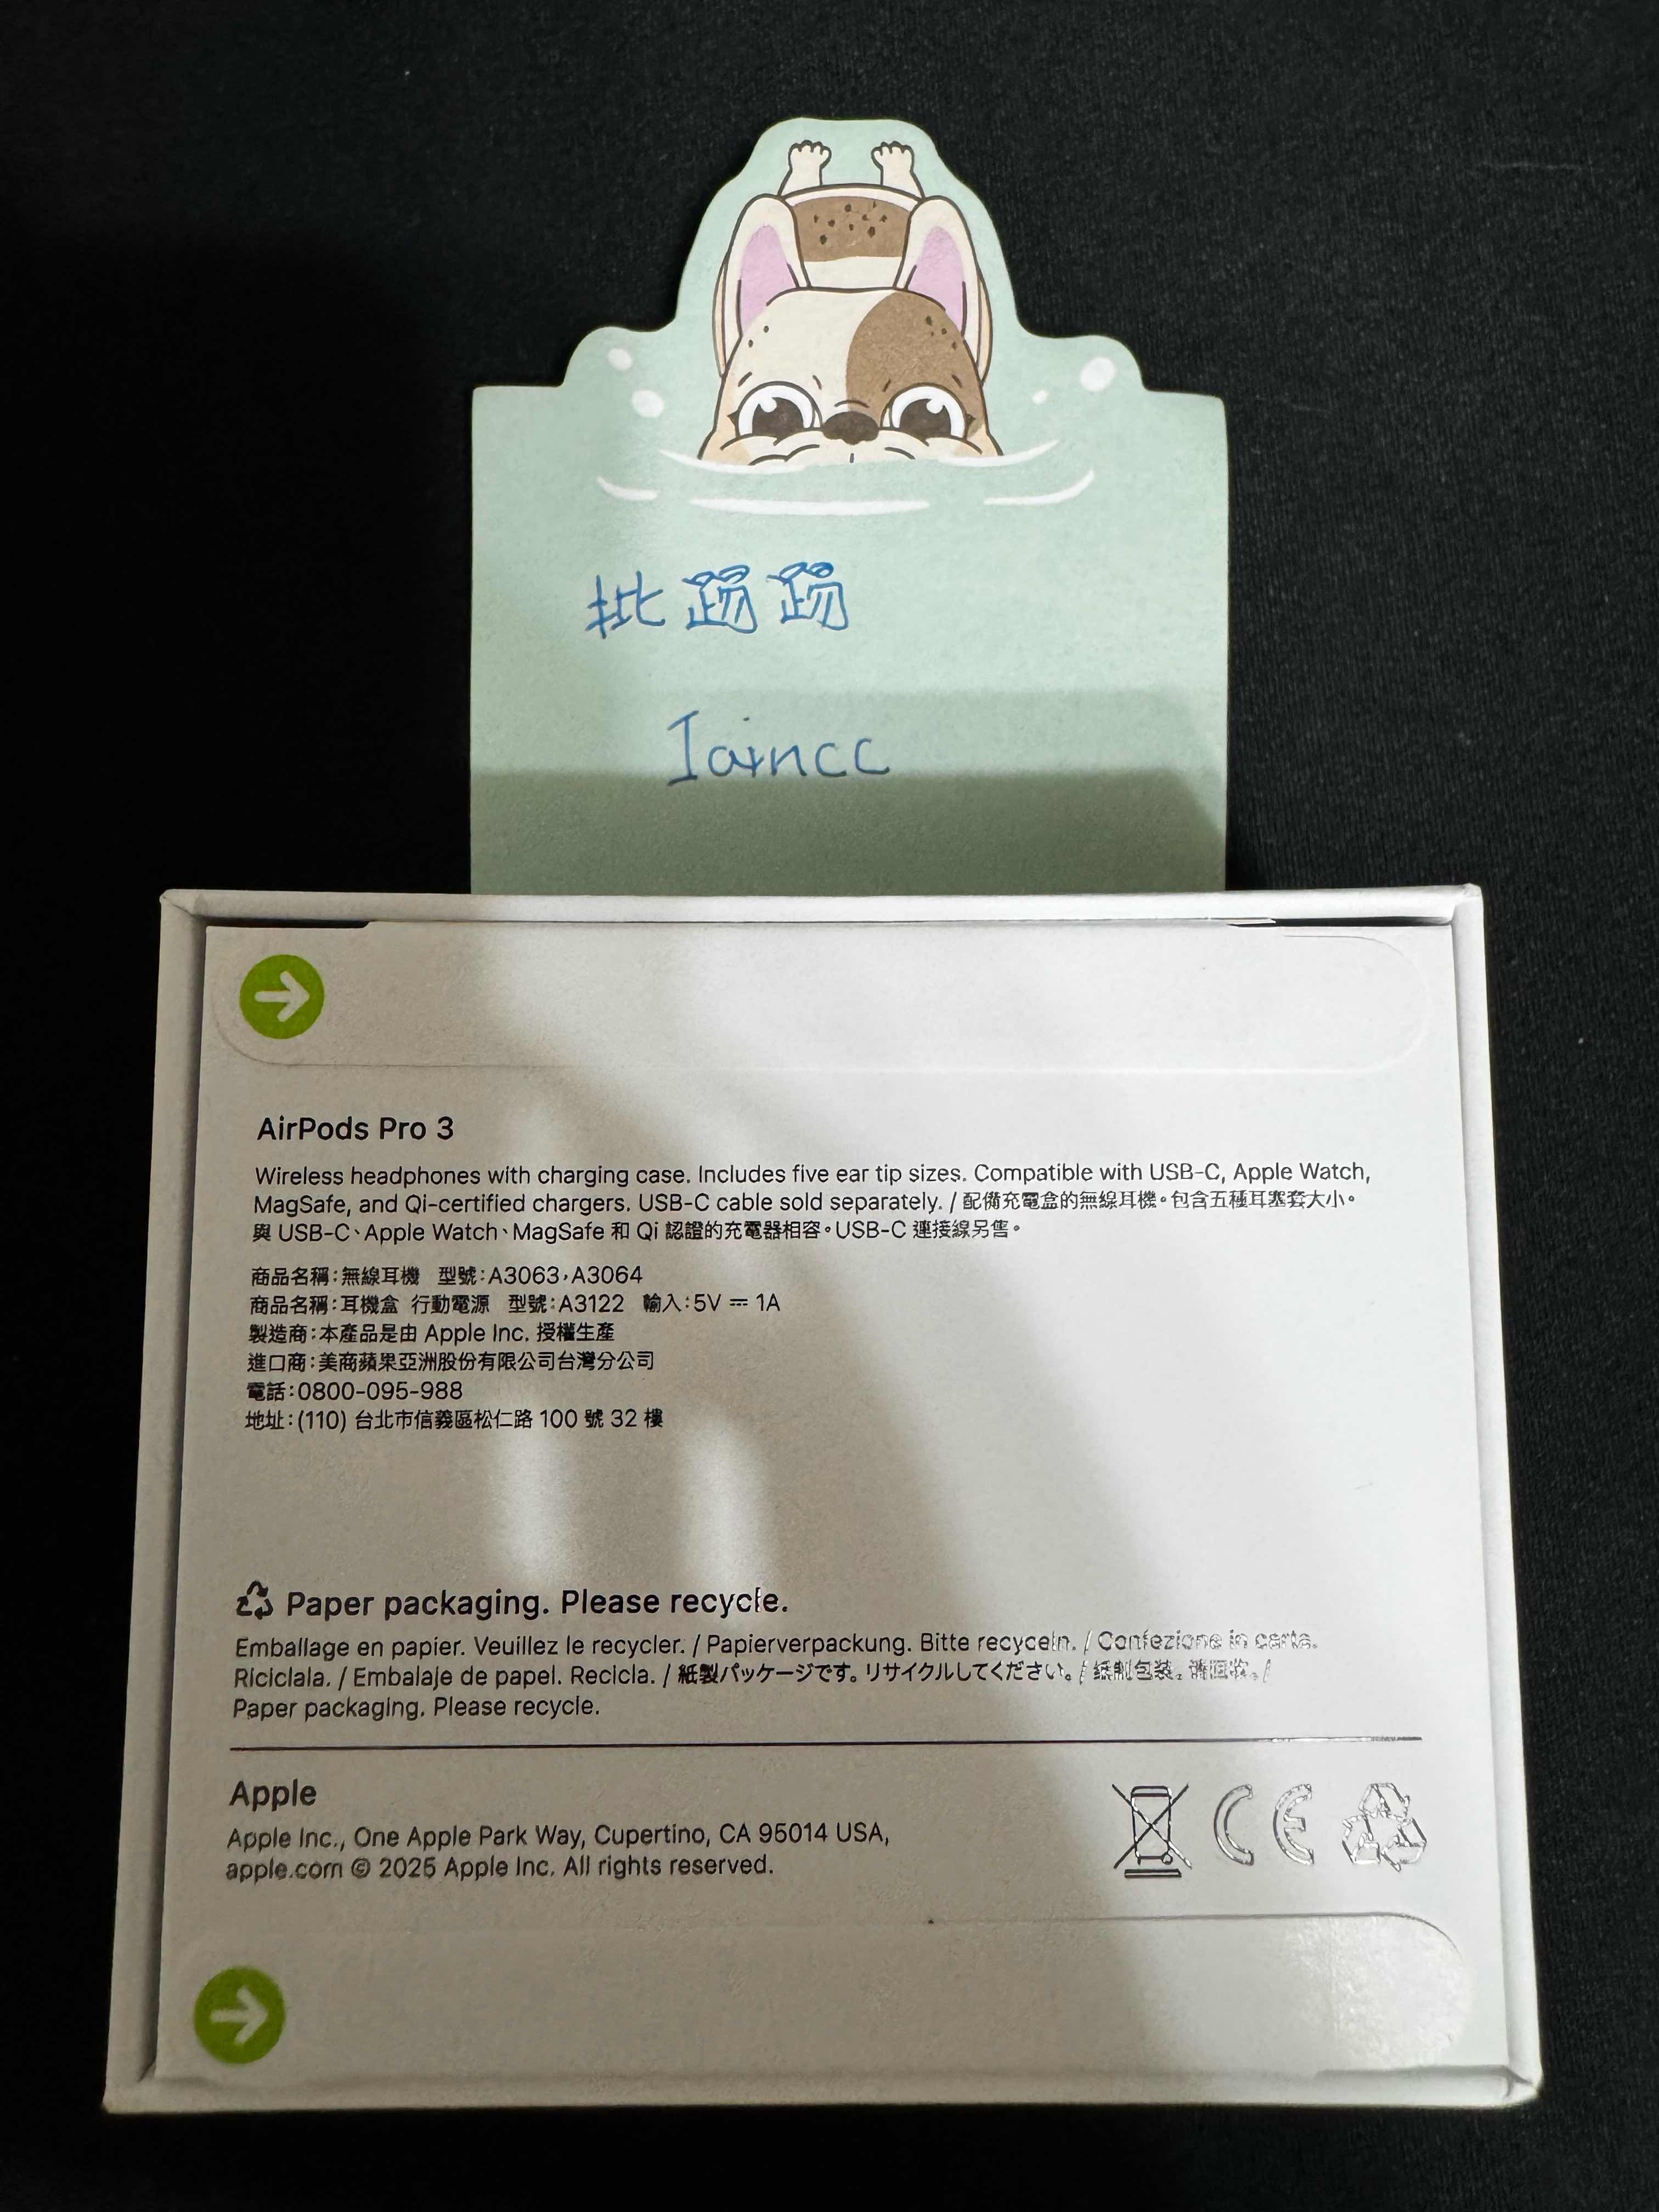 批踢踢
Iaincc
AirPods Pro 3
Wireless headphones with charging case. Includes five ear tip sizes. Compatible with USB-C, Apple Watch,
MagSafe, and Qi-certified chargers. USB-C cable sold separately. / 配備充電盒的無線耳機。包含五種耳塞套大小。
與 USB-C、Apple Watch、MagSafe 和 Qi 認證的充電器相容。USB-C 連接線另售。
商品名稱：無線耳機 型號：A3063，A3064
商品名稱：耳機盒 行動電源 型號：A3122 輸入：5V ⎓ 1A
製造商：本產品是由 Apple Inc. 授權生產
進口商：美商蘋果亞洲股份有限公司台灣分公司
電話：0800-095-988
地址：(110) 台北市信義區松仁路 100 號 32 樓
Paper packaging. Please recycle.
Emballage en papier. Veuillez le recycler. / Papierverpackung. Bitte recyceln. / Confezione in carta.
Riciclala. / Embalaje de papel. Recicla. / 紙製パッケージです。リサイクルしてください。/ 纸制包装。请回收。/
Paper packaging. Please recycle.
Apple
Apple Inc., One Apple Park Way, Cupertino, CA 95014 USA,
apple.com © 2025 Apple Inc. All rights reserved.
CE